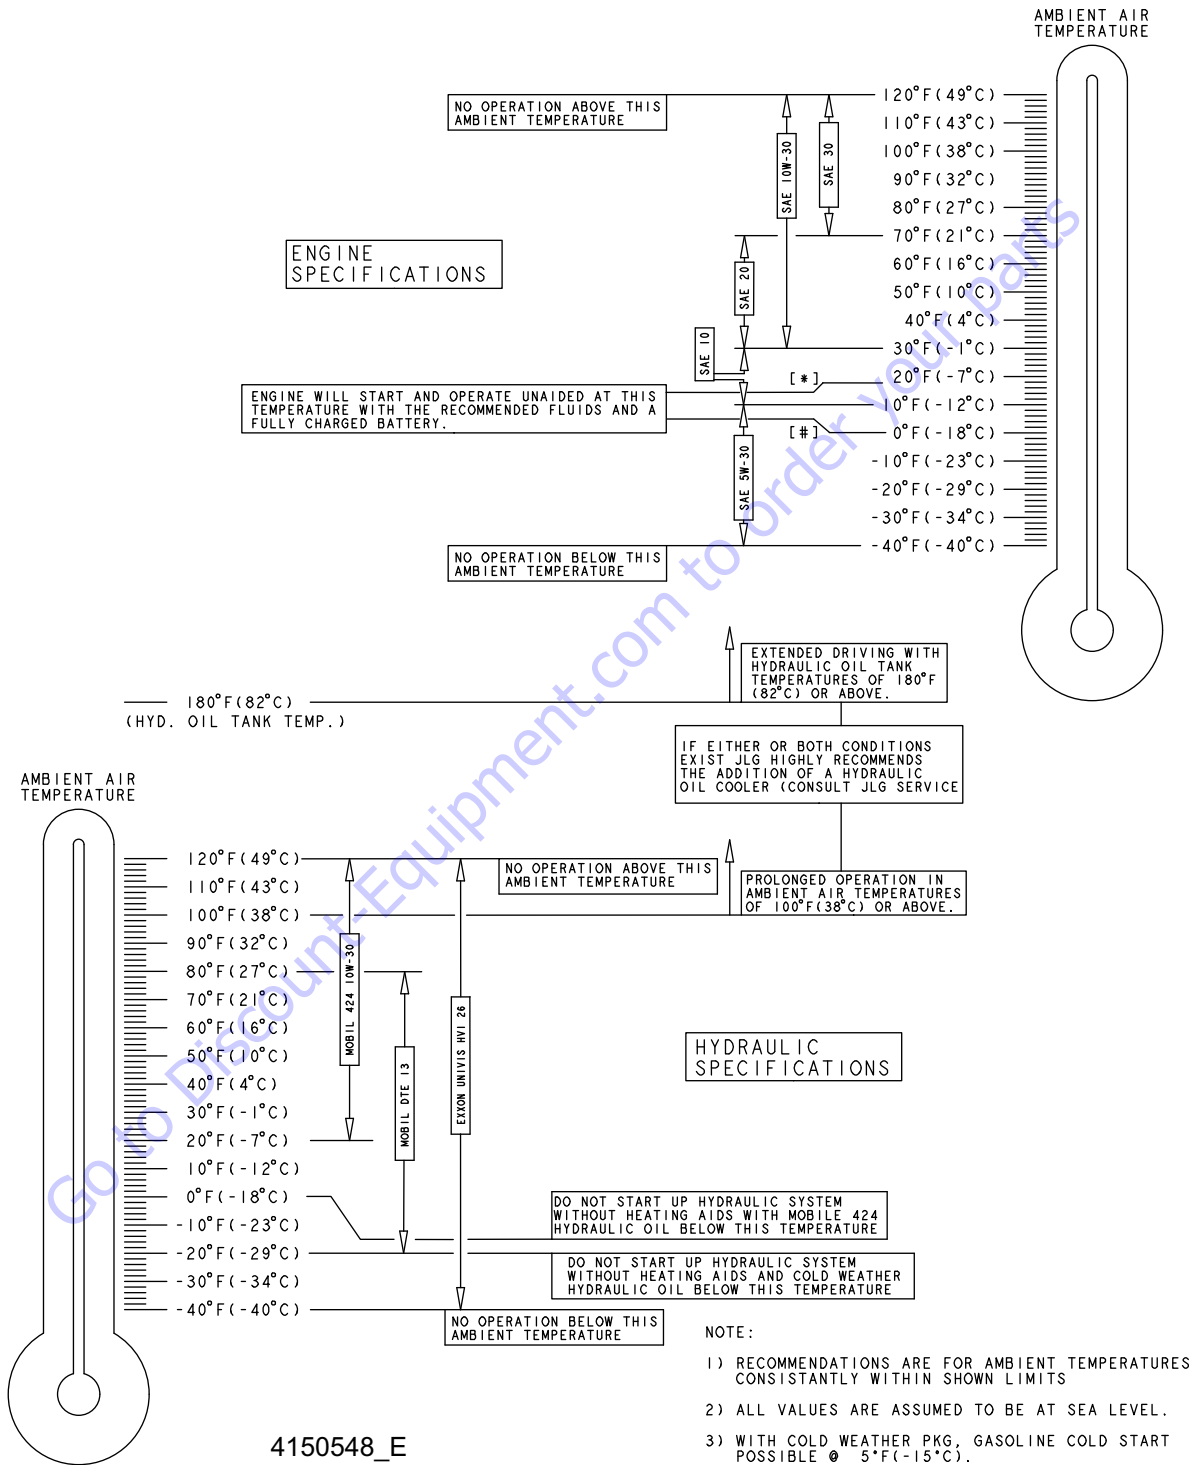 AMBIENT AIR
TEMPERATURE
NO OPERATION ABOVE THIS
AMBIENT TEMPERATURE
120°F(49°C)
110°F(43°C)
100°F(38°C)
90°F(32°C)
80°F(27°C)
70°F(21°C)
60°F(16°C)
50°F(10°C)
40°F(4°C)
30°F(-1°C)
20°F(-7°C)
10°F(-12°C)
0°F(-18°C)
-10°F(-23°C)
-20°F(-29°C)
-30°F(-34°C)
-40°F(-40°C)
SAE 10W-30
SAE 30
SAE 20
SAE 10
SAE 5W-30
[*]
[#]
ENGINE
SPECIFICATIONS
ENGINE WILL START AND OPERATE UNAIDED AT THIS
TEMPERATURE WITH THE RECOMMENDED FLUIDS AND A
FULLY CHARGED BATTERY.
NO OPERATION BELOW THIS
AMBIENT TEMPERATURE
EXTENDED DRIVING WITH
HYDRAULIC OIL TANK
TEMPERATURES OF 180°F
(82°C) OR ABOVE.
180°F(82°C)
(HYD. OIL TANK TEMP.)
IF EITHER OR BOTH CONDITIONS
EXIST JLG HIGHLY RECOMMENDS
THE ADDITION OF A HYDRAULIC
OIL COOLER (CONSULT JLG SERVICE
AMBIENT AIR
TEMPERATURE
120°F(49°C)
110°F(43°C)
100°F(38°C)
90°F(32°C)
80°F(27°C)
70°F(21°C)
60°F(16°C)
50°F(10°C)
40°F(4°C)
30°F(-1°C)
20°F(-7°C)
10°F(-12°C)
0°F(-18°C)
-10°F(-23°C)
-20°F(-29°C)
-30°F(-34°C)
-40°F(-40°C)
NO OPERATION ABOVE THIS
AMBIENT TEMPERATURE
PROLONGED OPERATION IN
AMBIENT AIR TEMPERATURES
OF 100°F(38°C) OR ABOVE.
MOBIL 424 10W-30
MOBIL DTE 13
EXXON UNIVIS HVI 26
HYDRAULIC
SPECIFICATIONS
DO NOT START UP HYDRAULIC SYSTEM
WITHOUT HEATING AIDS WITH MOBILE 424
HYDRAULIC OIL BELOW THIS TEMPERATURE
DO NOT START UP HYDRAULIC SYSTEM
WITHOUT HEATING AIDS AND COLD WEATHER
HYDRAULIC OIL BELOW THIS TEMPERATURE
NO OPERATION BELOW THIS
AMBIENT TEMPERATURE
NOTE:
1) RECOMMENDATIONS ARE FOR AMBIENT TEMPERATURES
CONSISTANTLY WITHIN SHOWN LIMITS
2) ALL VALUES ARE ASSUMED TO BE AT SEA LEVEL.
3) WITH COLD WEATHER PKG, GASOLINE COLD START
POSSIBLE @ 5°F(-15°C).
4150548_E
Go to Discount-Equipment.com to order your parts